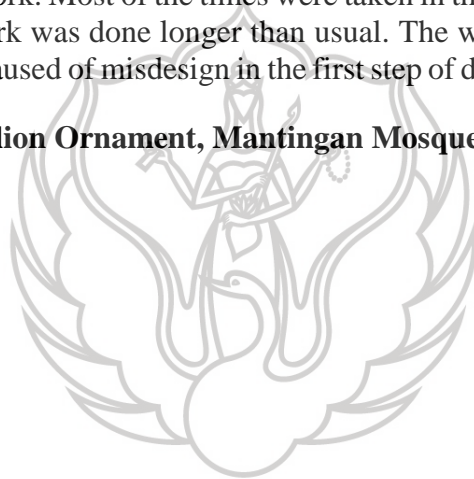 ork. Most of the times were taken in th
rk was done longer than usual. The w
aused of misdesign in the first step of d
lion Ornament, Mantingan Mosque